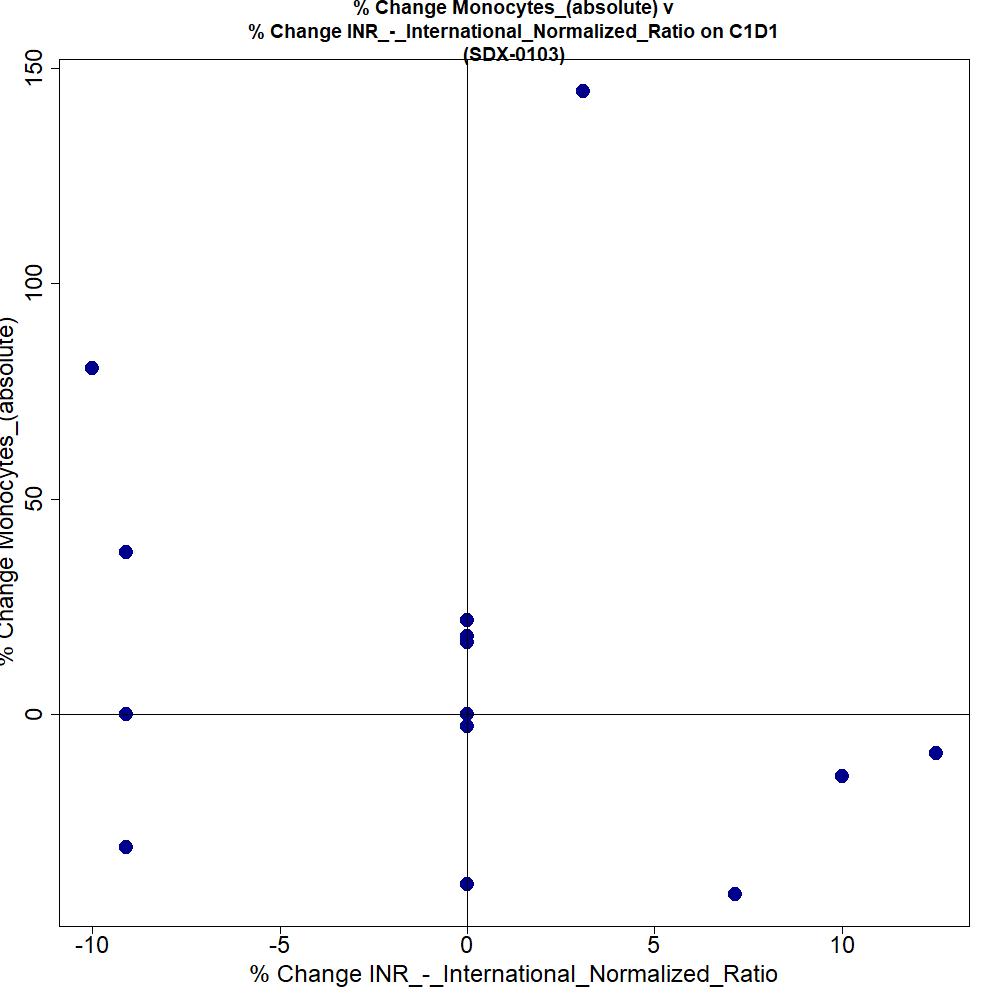 % Change Monocytes_(absolute) v
% Change INR_-_International_Normalized_Ratio on C1D1
(SDX-0103)
% Change Monocytes_(absolute)
150
100
50
0
-10
-5
0
5
10
% Change INR_-_International_Normalized_Ratio